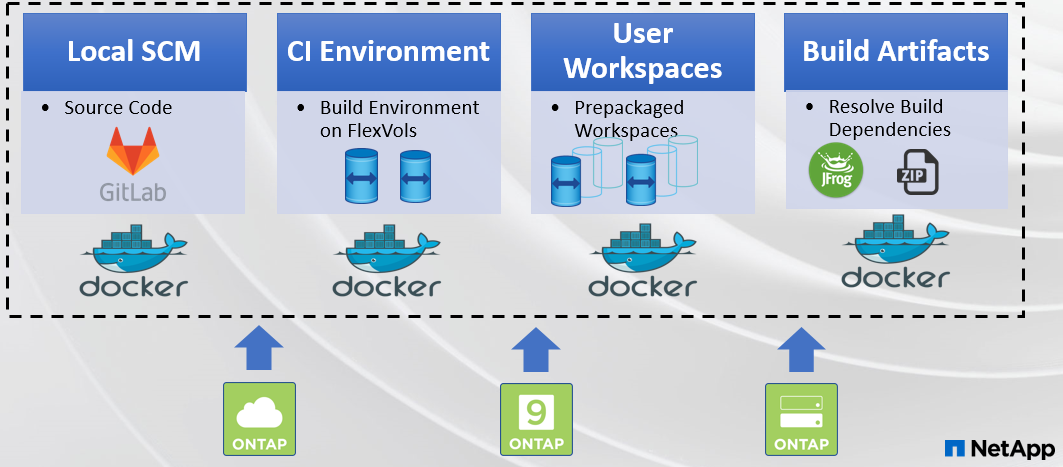 Local SCM
• Source Code
GitLab
docker
CI Environment
• Build Environment
on FlexVols
docker
User
Workspaces
• Prepackaged
Workspaces
docker
Build Artifacts
• Resolve Build
Dependencies
JFrog
ZIP
docker
ONTAP
9
ONTAP
ONTAP
NetApp